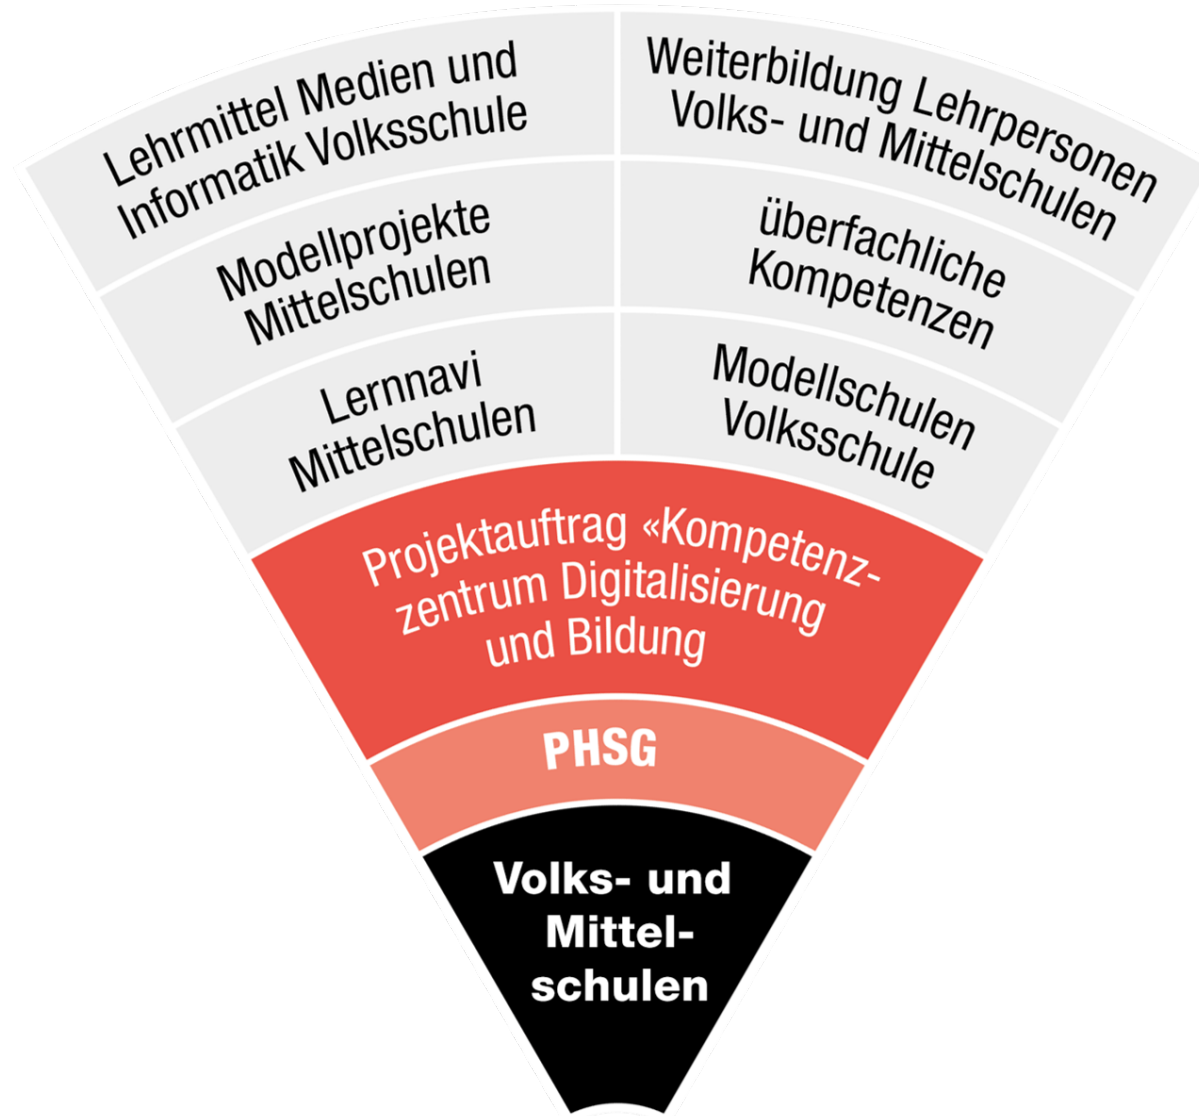 Lehrmittel Medien und
Informatik Volksschule
Weiterbildung Lehrpersonen
Volks- und Mittelschulen
Modellprojekte
Mittelschulen
überfachliche
Kompetenzen
Lernnavi
Mittelschulen
Modellschulen
Volksschule
Projektauftrag «Kompetenz-
zentrum Digitalisierung
und Bildung
PHSG
Volks- und
Mittel-
schulen